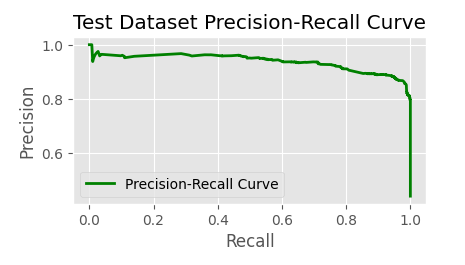 Test Dataset Precision-Recall Curve
1.0
0.8
0.6
Precision
Precision-Recall Curve
0.0 0.2 0.4 0.6 0.8 1.0
Recall